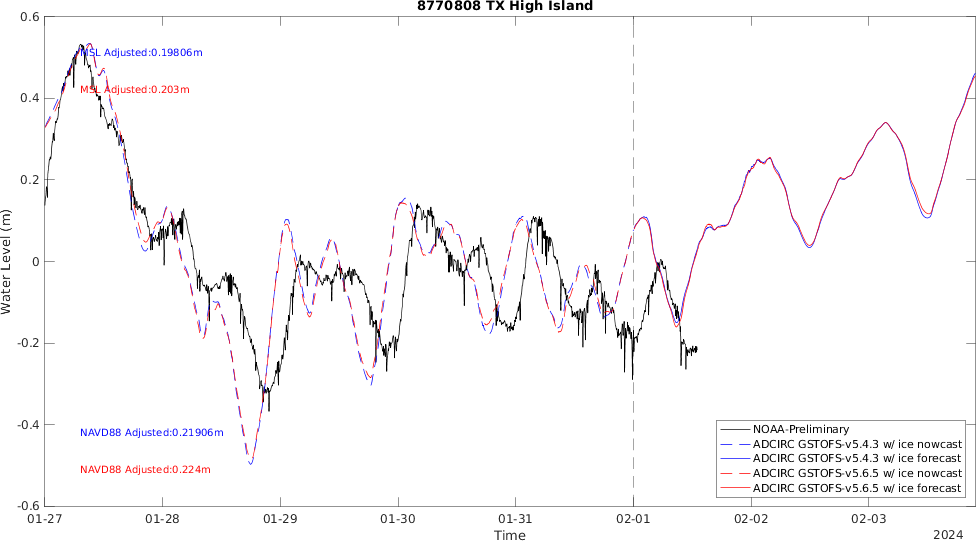 8770808 TX High Island
0.6
MSL Adjusted:0.19806m
0.4
MSL Adjusted:0.203m
0.2
Water Level (m)
0
-0.2
-0.4
NAVD88 Adjusted:0.21906m
NAVD88 Adjusted:0.224m
-0.6
NOAA-Preliminary
ADCIRC GSTOFS-v5.4.3 w/ ice nowcast
ADCIRC GSTOFS-v5.4.3 w/ ice forecast
ADCIRC GSTOFS-v5.6.5 w/ ice nowcast
ADCIRC GSTOFS-v5.6.5 w/ ice forecast
01-27 01-28 01-29 01-30 01-31 02-01 02-02 02-03
Time
2024